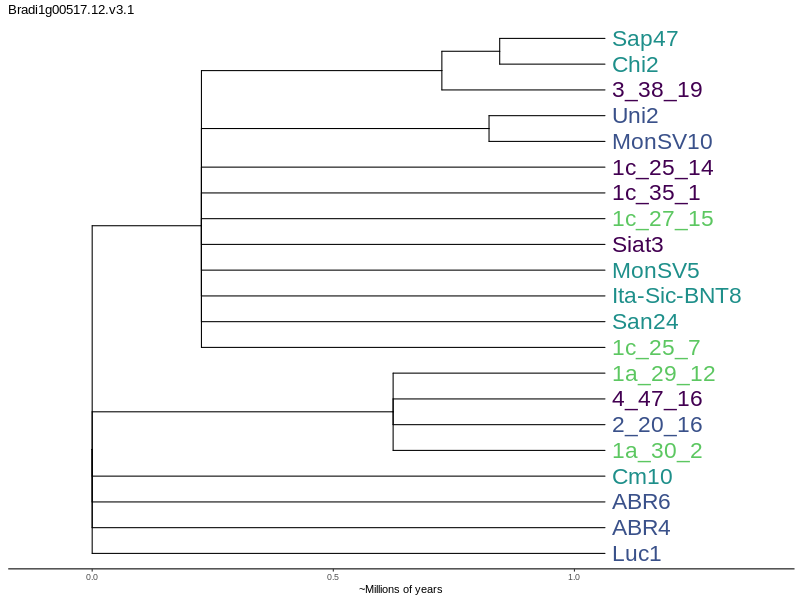 Bradi1g00517.12.v3.1
Sap47
Chi2
3_38_19
Uni2
MonSV10
1c_25_14
1c_35_1
1c_27_15
Siat3
MonSV5
Ita-Sic-BNT8
San24
1c_25_7
1a_29_12
4_47_16
2_20_16
1a_30_2
Cm10
ABR6
ABR4
Luc1
0.0 0.5 1.0
~Millions of years